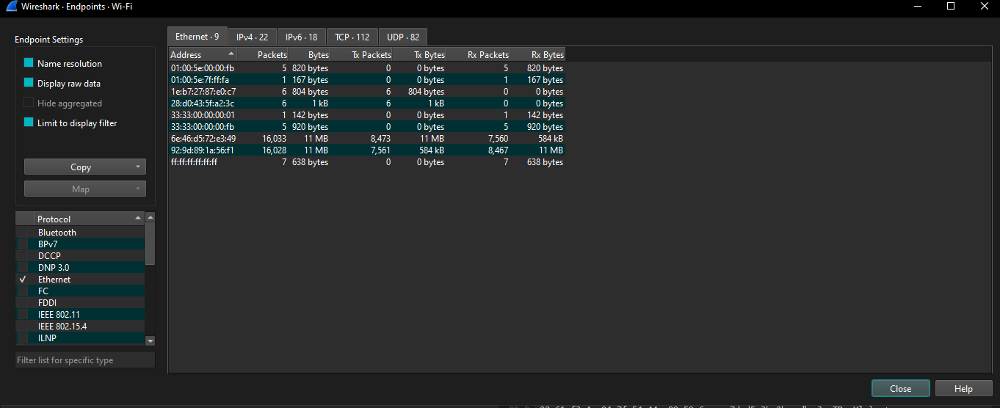 Wireshark · Endpoints · Wi-Fi
Endpoint Settings
Name resolution
Display raw data
Hide aggregated
Limit to display filter
Copy
Map
Protocol
Bluetooth
BPv7
DCCP
DNP 3.0
Ethernet
FC
FDDI
IEEE 802.11
IEEE 802.15.4
ILNP
Filter list for specific type
Ethernet · 9 IPv4 · 22 IPv6 · 18 TCP · 112 UDP · 82
Address Packets Bytes Tx Packets Tx Bytes Rx Packets Rx Bytes
01:00:5e:00:00:fb 5 820 bytes 0 0 bytes 5 820 bytes
01:00:5e:7f:ff:fa 1 167 bytes 0 0 bytes 1 167 bytes
1e:b7:27:87:e0:c7 6 804 bytes 6 804 bytes 0 0 bytes
28:d0:43:5f:a2:3c 6 1 kB 6 1 kB 0 0 bytes
33:33:00:00:00:01 1 142 bytes 0 0 bytes 1 142 bytes
33:33:00:00:00:fb 5 920 bytes 0 0 bytes 5 920 bytes
6e:46:d5:72:e3:49 16,033 11 MB 8,473 11 MB 7,560 584 kB
92:9d:89:1a:56:f1 16,028 11 MB 7,561 584 kB 8,467 11 MB
ff:ff:ff:ff:ff:ff 7 638 bytes 0 0 bytes 7 638 bytes
Close Help